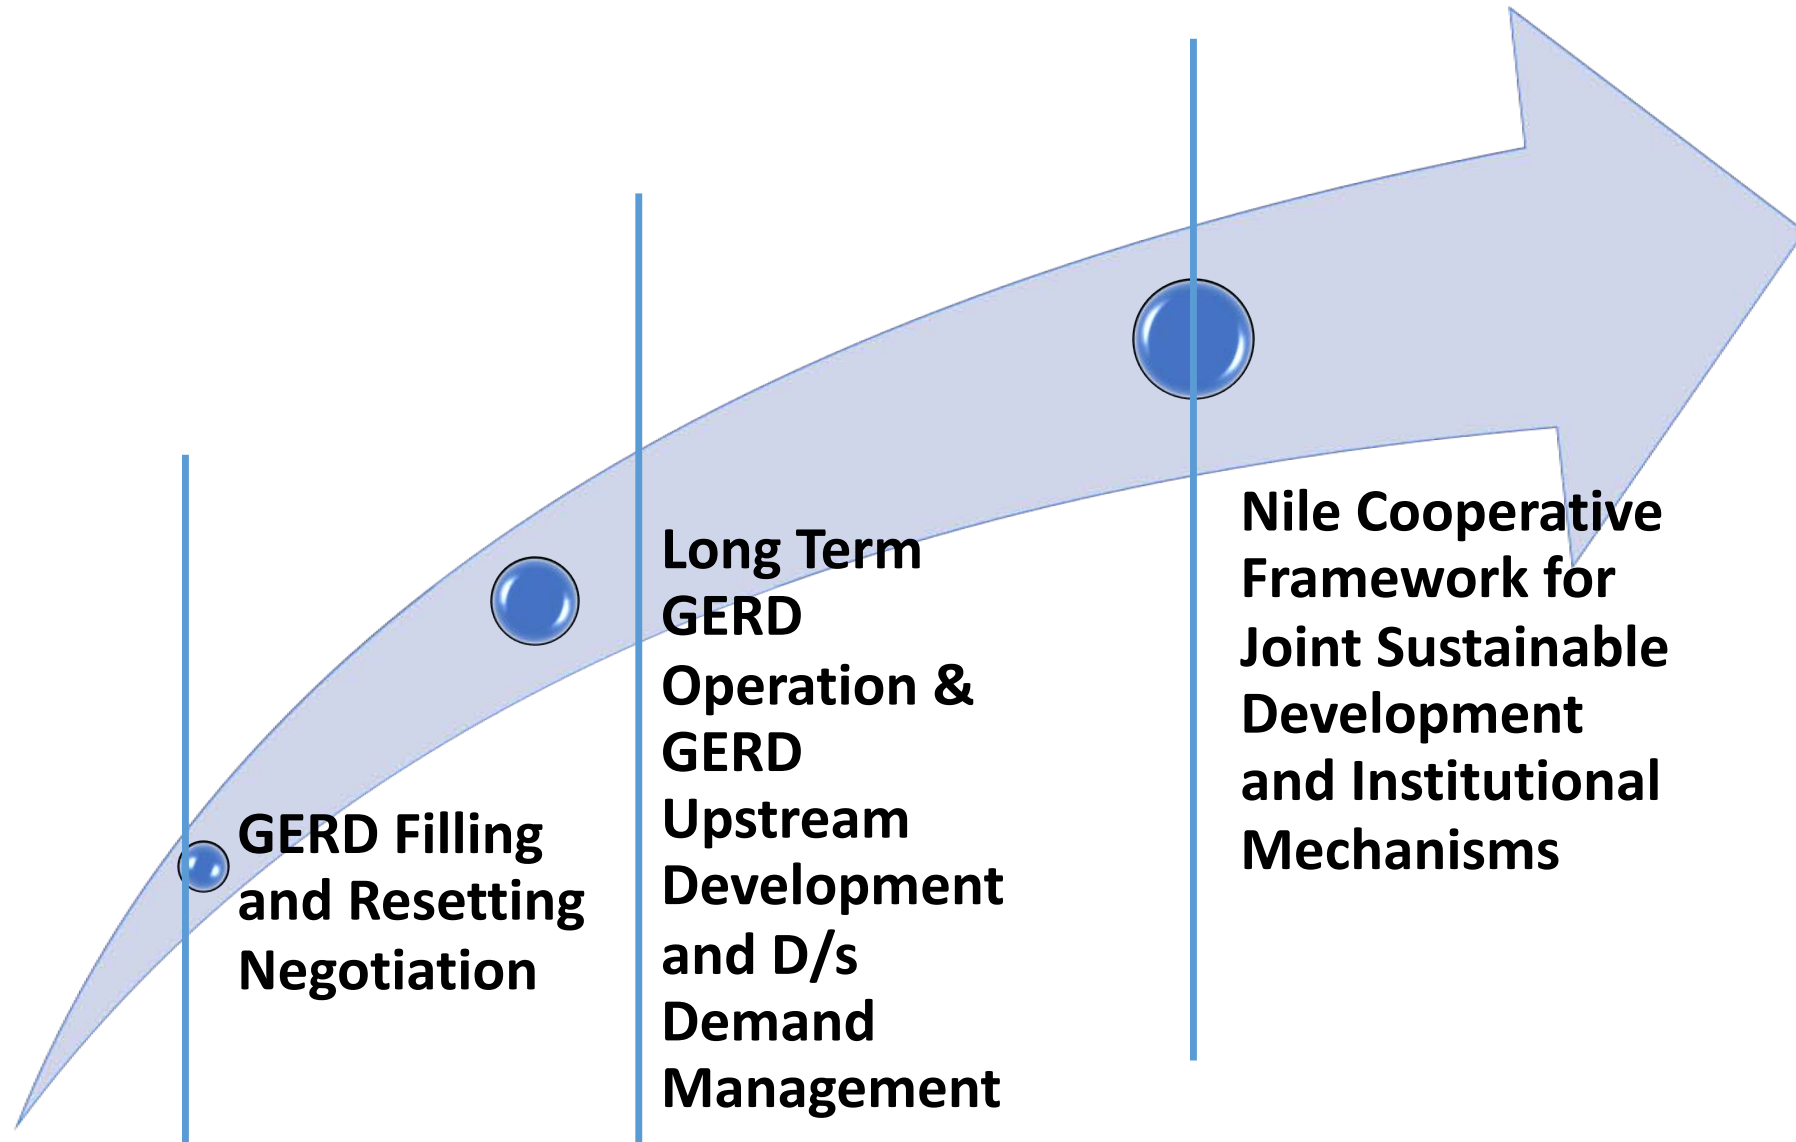 GERD Filling
and Resetting
Negotiation
Long Term
GERD
Operation &
GERD
Upstream
Development
and D/s
Demand
Management
Nile Cooperative
Framework for
Joint Sustainable
Development
and Institutional
Mechanisms